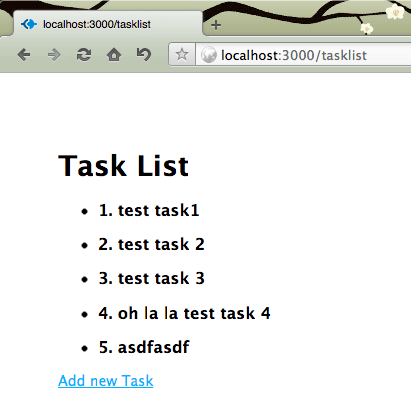 localhost:3000/tasklist
localhost:3000/tasklist
Task List
1. test task1
2. test task 2
3. test task 3
4. oh la la test task 4
5. asdfasdf
Add new Task